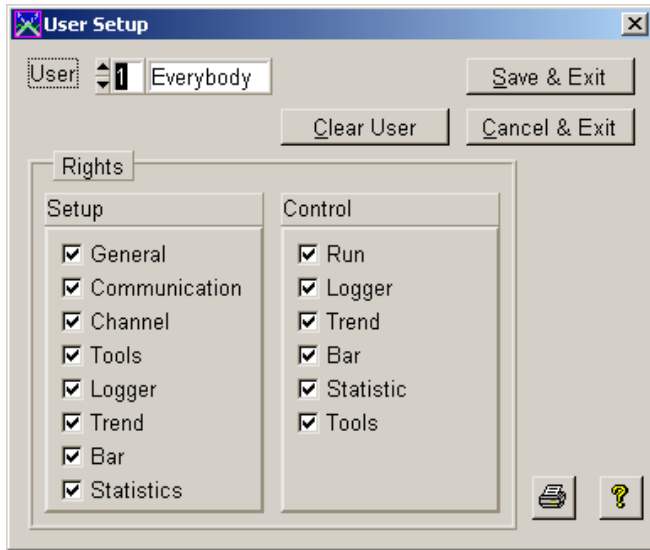 User Setup
User 1 Everybody
Save & Exit
Clear User
Cancel & Exit
Rights
Setup
General
Communication
Channel
Tools
Logger
Trend
Bar
Statistics
Control
Run
Logger
Trend
Bar
Statistic
Tools
?